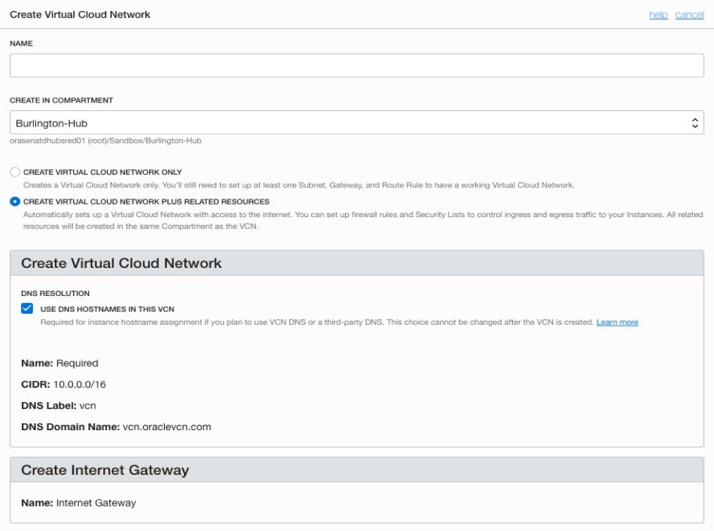 Create Virtual Cloud Network
help cancel
NAME
CREATE IN COMPARTMENT
Burlington-Hub
orasenatdhubsred01 (root)/Sandbox/Burlington-Hub
CREATE VIRTUAL CLOUD NETWORK ONLY
Creates a Virtual Cloud Network only. You'll still need to set up at least one Subnet, Gateway, and Route Rule to have a working Virtual Cloud Network.
CREATE VIRTUAL CLOUD NETWORK PLUS RELATED RESOURCES
Automatically sets up a Virtual Cloud Network with access to the internet. You can set up firewall rules and Security Lists to control ingress and egress traffic to your Instances. All related
resources will be created in the same Compartment as the VCN.
Create Virtual Cloud Network
DNS RESOLUTION
USE DNS HOSTNAMES IN THIS VCN
Required for instance hostname assignment if you plan to use VCN DNS or a third-party DNS. This choice cannot be changed after the VCN is created. Learn more
Name: Required
CIDR: 10.0.0.0/16
DNS Label: vcn
DNS Domain Name: vcn.oraclevcn.com
Create Internet Gateway
Name: Internet Gateway